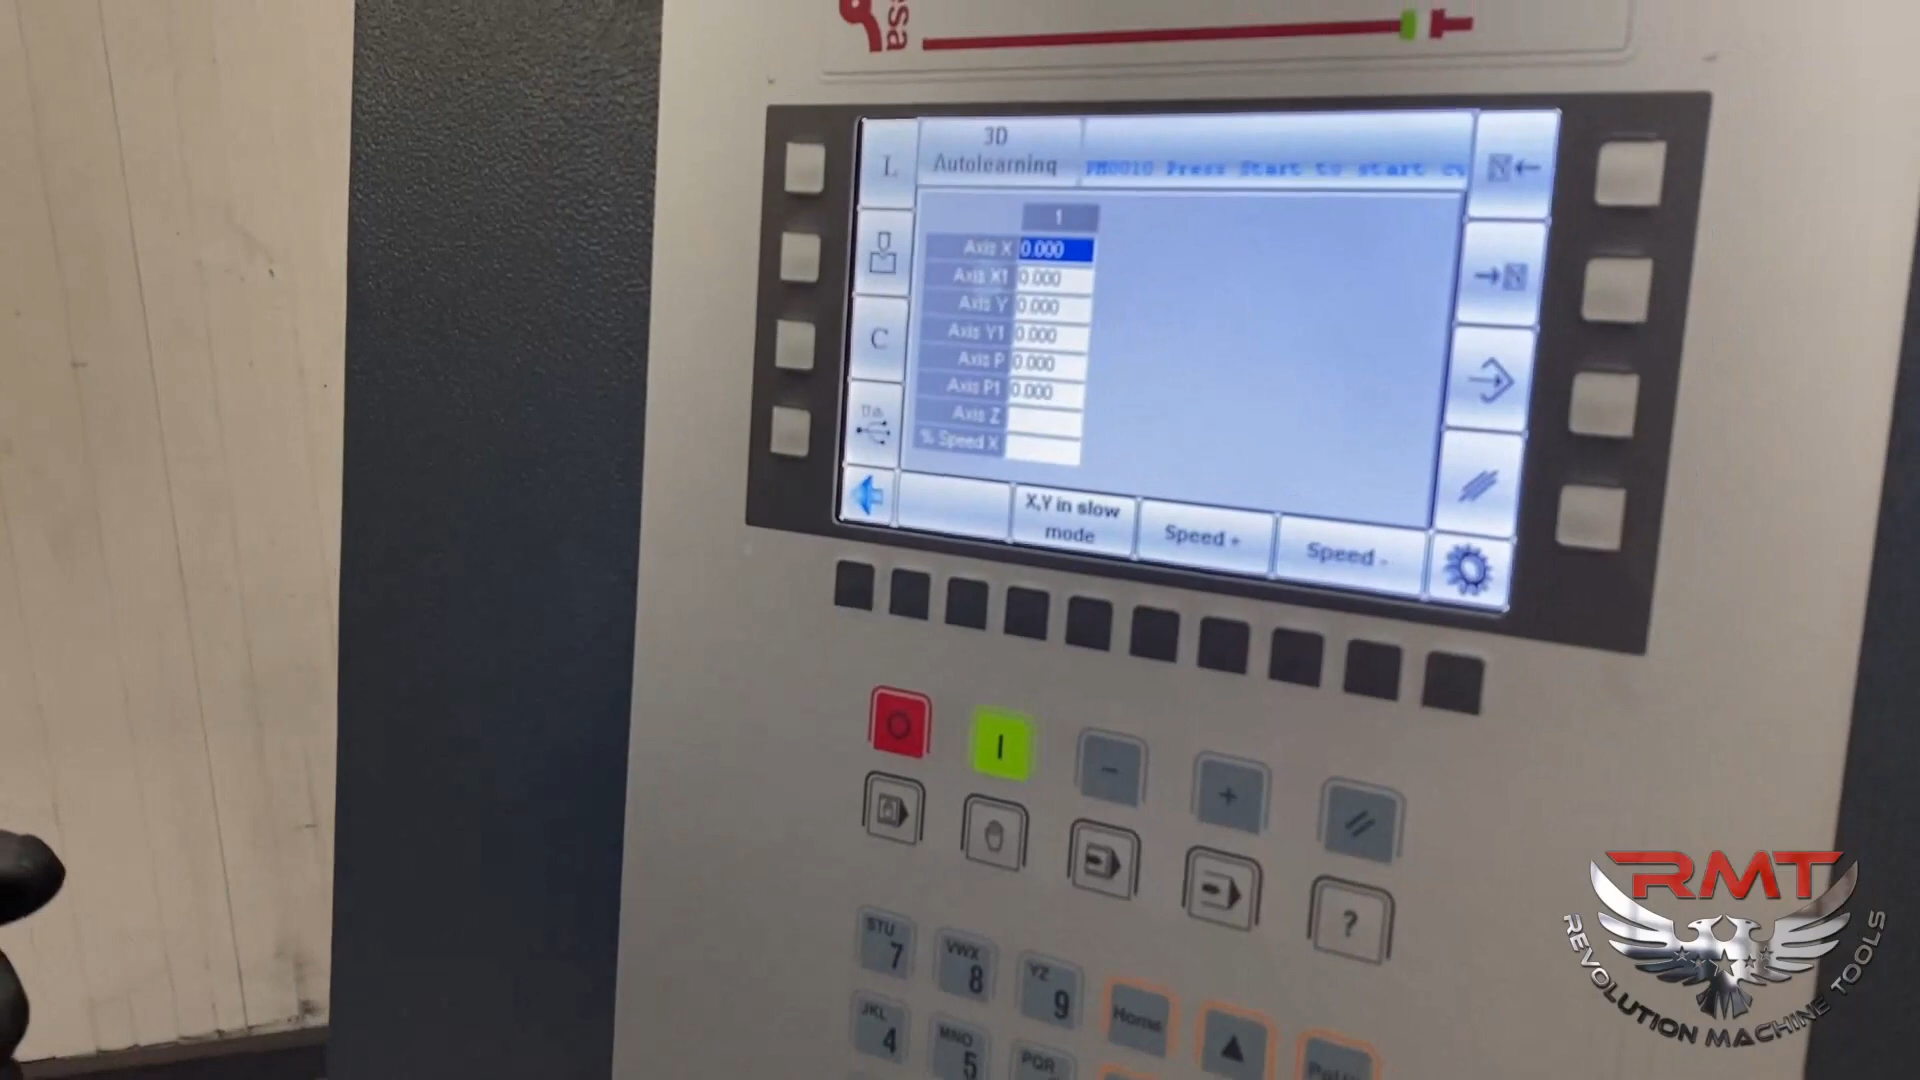 esa
L
3D
Autolearning
PM0010 Press Start to start cy
1
Axis X 0.000
Axis X1 0.000
Axis Y 0.000
Axis Y1 0.000
Axis P 0.000
Axis P1 0.000
Axis Z
% Speed X
C
X,Y in slow
mode
Speed +
Speed -
O
I
-
+
?
STU
7
VWX
8
YZ
9
Home
JKL
4
MNO
5
PQR
RMT
REVOLUTION MACHINE TOOLS